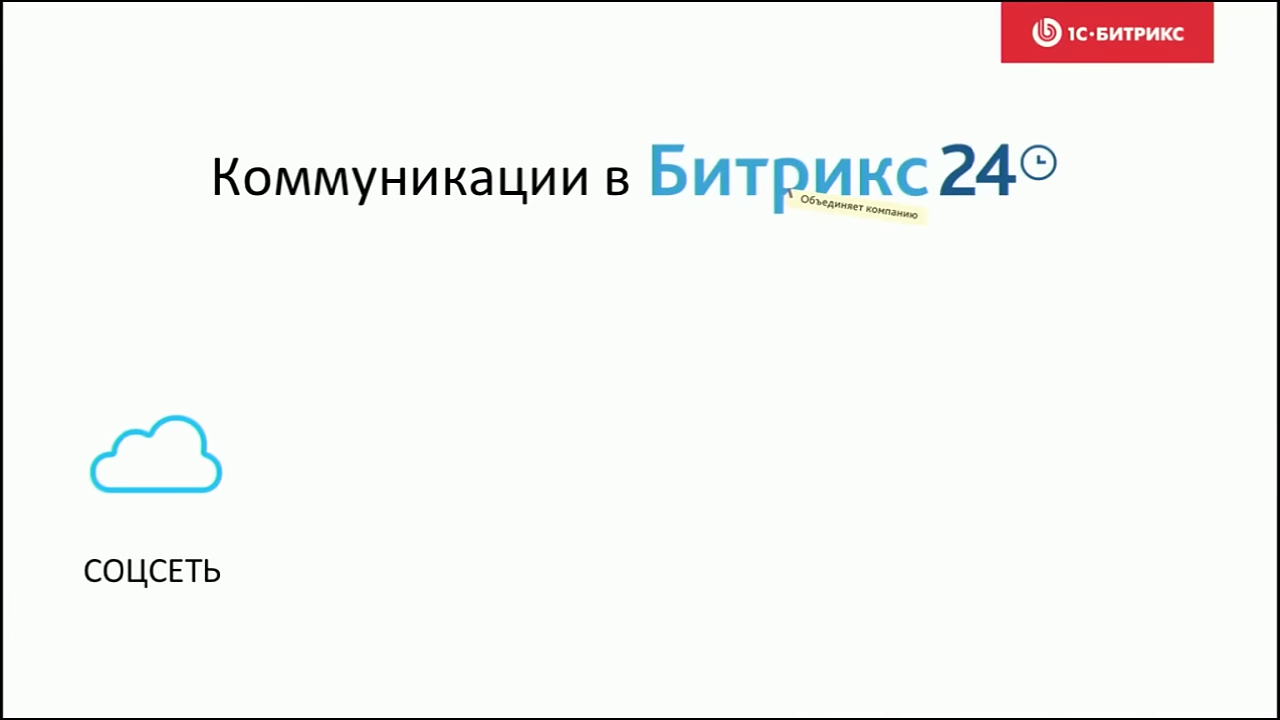 1С·БИТРИКС
Коммуникации в Битрикс24
Объединяет компанию
СОЦСЕТЬ